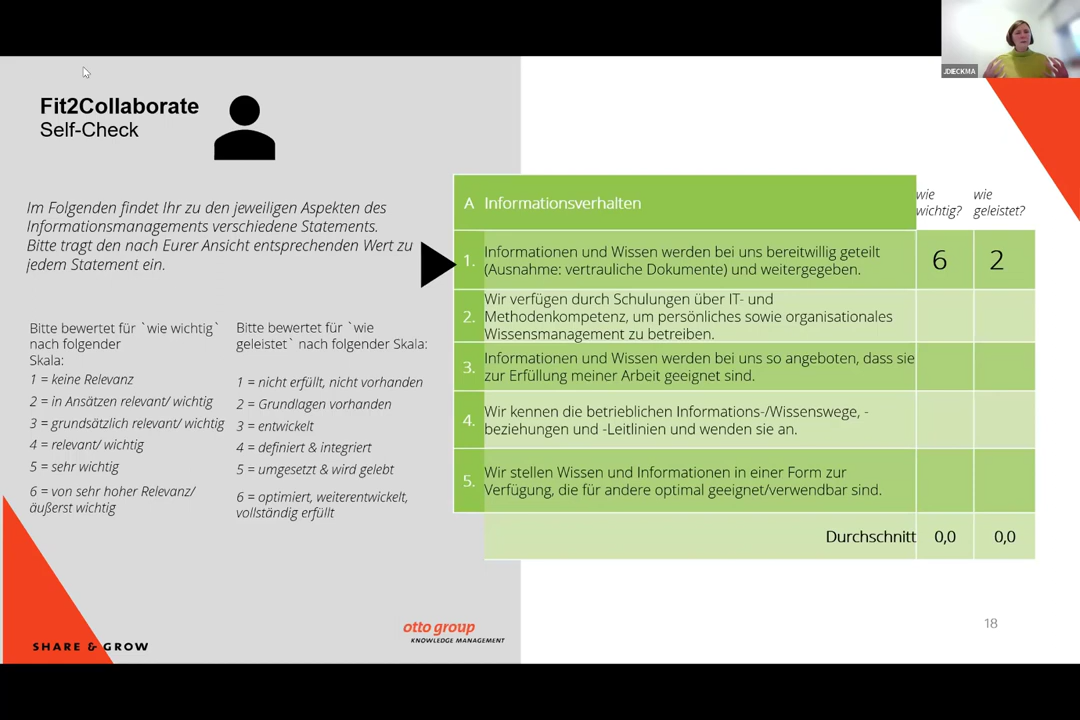 JDIECKMA
Fit2Collaborate
Self-Check
Im Folgenden findet Ihr zu den jeweiligen Aspekten des
Informationsmanagements verschiedene Statements.
Bitte tragt den nach Eurer Ansicht entsprechenden Wert zu
jedem Statement ein.
Bitte bewertet für `wie wichtig`
nach folgender
Skala:
1 = keine Relevanz
2 = in Ansätzen relevant/ wichtig
3 = grundsätzlich relevant/ wichtig
4 = relevant/ wichtig
5 = sehr wichtig
6 = von sehr hoher Relevanz/
äußerst wichtig
Bitte bewertet für `wie
geleistet` nach folgender Skala:
1 = nicht erfüllt, nicht vorhanden
2 = Grundlagen vorhanden
3 = entwickelt
4 = definiert & integriert
5 = umgesetzt & wird gelebt
6 = optimiert, weiterentwickelt,
vollständig erfüllt
A Informationsverhalten
wie
wichtig?
wie
geleistet?
1. Informationen und Wissen werden bei uns bereitwillig geteilt
(Ausnahme: vertrauliche Dokumente) und weitergegeben.
6 2
2. Wir verfügen durch Schulungen über IT- und
Methodenkompetenz, um persönliches sowie organisationales
Wissensmanagement zu betreiben.
3. Informationen und Wissen werden bei uns so angeboten, dass sie
zur Erfüllung meiner Arbeit geeignet sind.
4. Wir kennen die betrieblichen Informations-/Wissenswege, -
beziehungen und -Leitlinien und wenden sie an.
5. Wir stellen Wissen und Informationen in einer Form zur
Verfügung, die für andere optimal geeignet/verwendbar sind.
Durchschnitt 0,0 0,0
18
otto group
KNOWLEDGE MANAGEMENT
SHARE & GROW